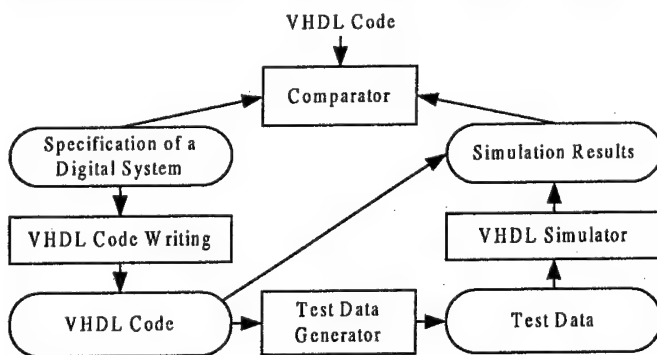 VHDL Code
Comparator
Specification of a
Digital System
Simulation Results
VHDL Code Writing
VHDL Simulator
VHDL Code
Test Data
Generator
Test Data